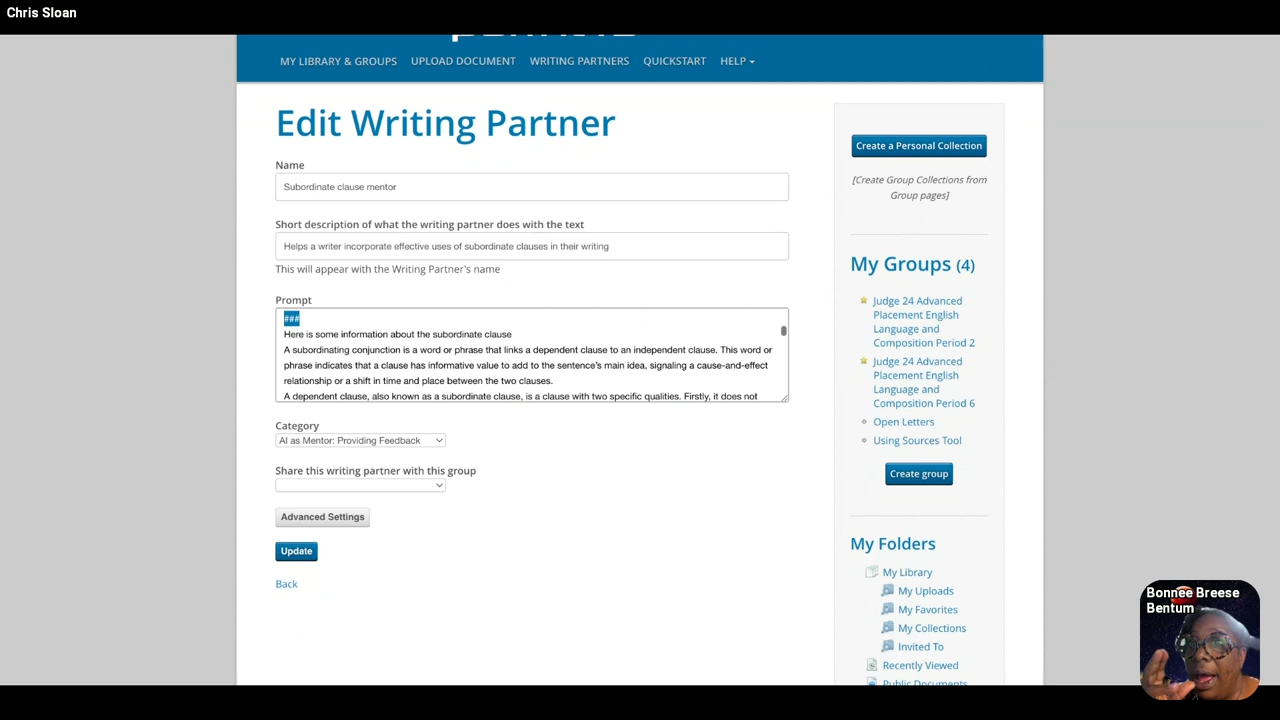 Chris Sloan
MY LIBRARY & GROUPS UPLOAD DOCUMENT WRITING PARTNERS QUICKSTART HELP
Edit Writing Partner
Name
Subordinate clause mentor
Short description of what the writing partner does with the text
Helps a writer incorporate effective uses of subordinate clauses in their writing
This will appear with the Writing Partner's name
Prompt
###
Here is some information about the subordinate clause
A subordinating conjunction is a word or phrase that links a dependent clause to an independent clause. This word or
phrase indicates that a clause has informative value to add to the sentence's main idea, signaling a cause-and-effect
relationship or a shift in time and place between the two clauses.
A dependent clause, also known as a subordinate clause, is a clause with two specific qualities. Firstly, it does not
Category
AI as Mentor: Providing Feedback
Share this writing partner with this group
Advanced Settings
Update
Back
Create a Personal Collection
[Create Group Collections from
Group pages]
My Groups (4)
Judge 24 Advanced
Placement English
Language and
Composition Period 2
Judge 24 Advanced
Placement English
Language and
Composition Period 6
Open Letters
Using Sources Tool
Create group
My Folders
My Library
My Uploads
My Favorites
My Collections
Invited To
Recently Viewed
Public Documents
Bonnee Breese
Bentum